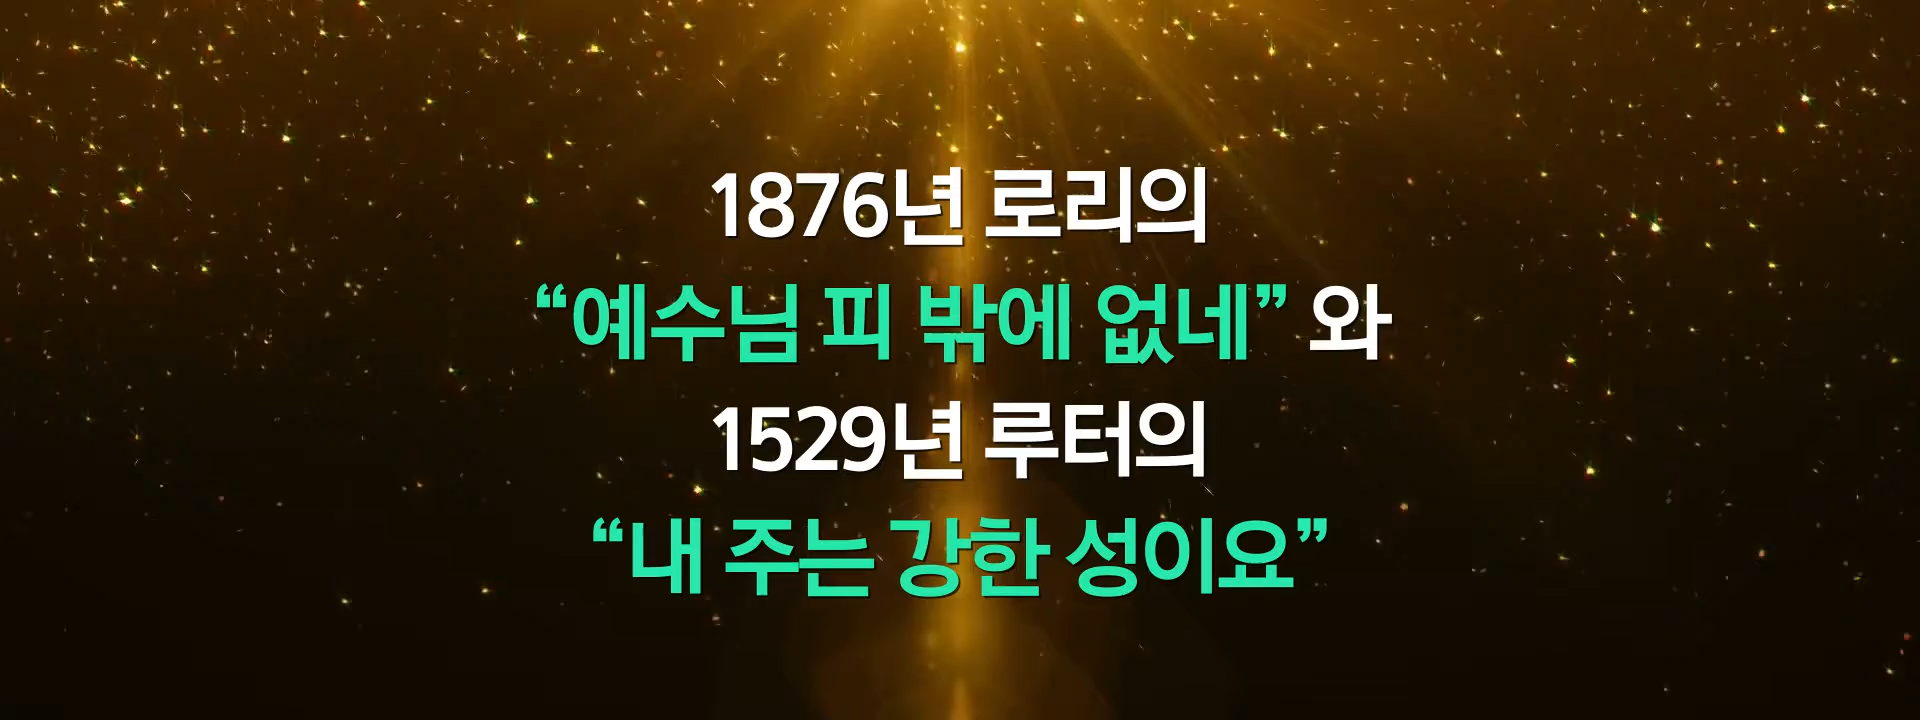 1876년 로리의
“예수님 피 밖에 없네” 와
1529년 루터의
“내 주는 강한 성이요”